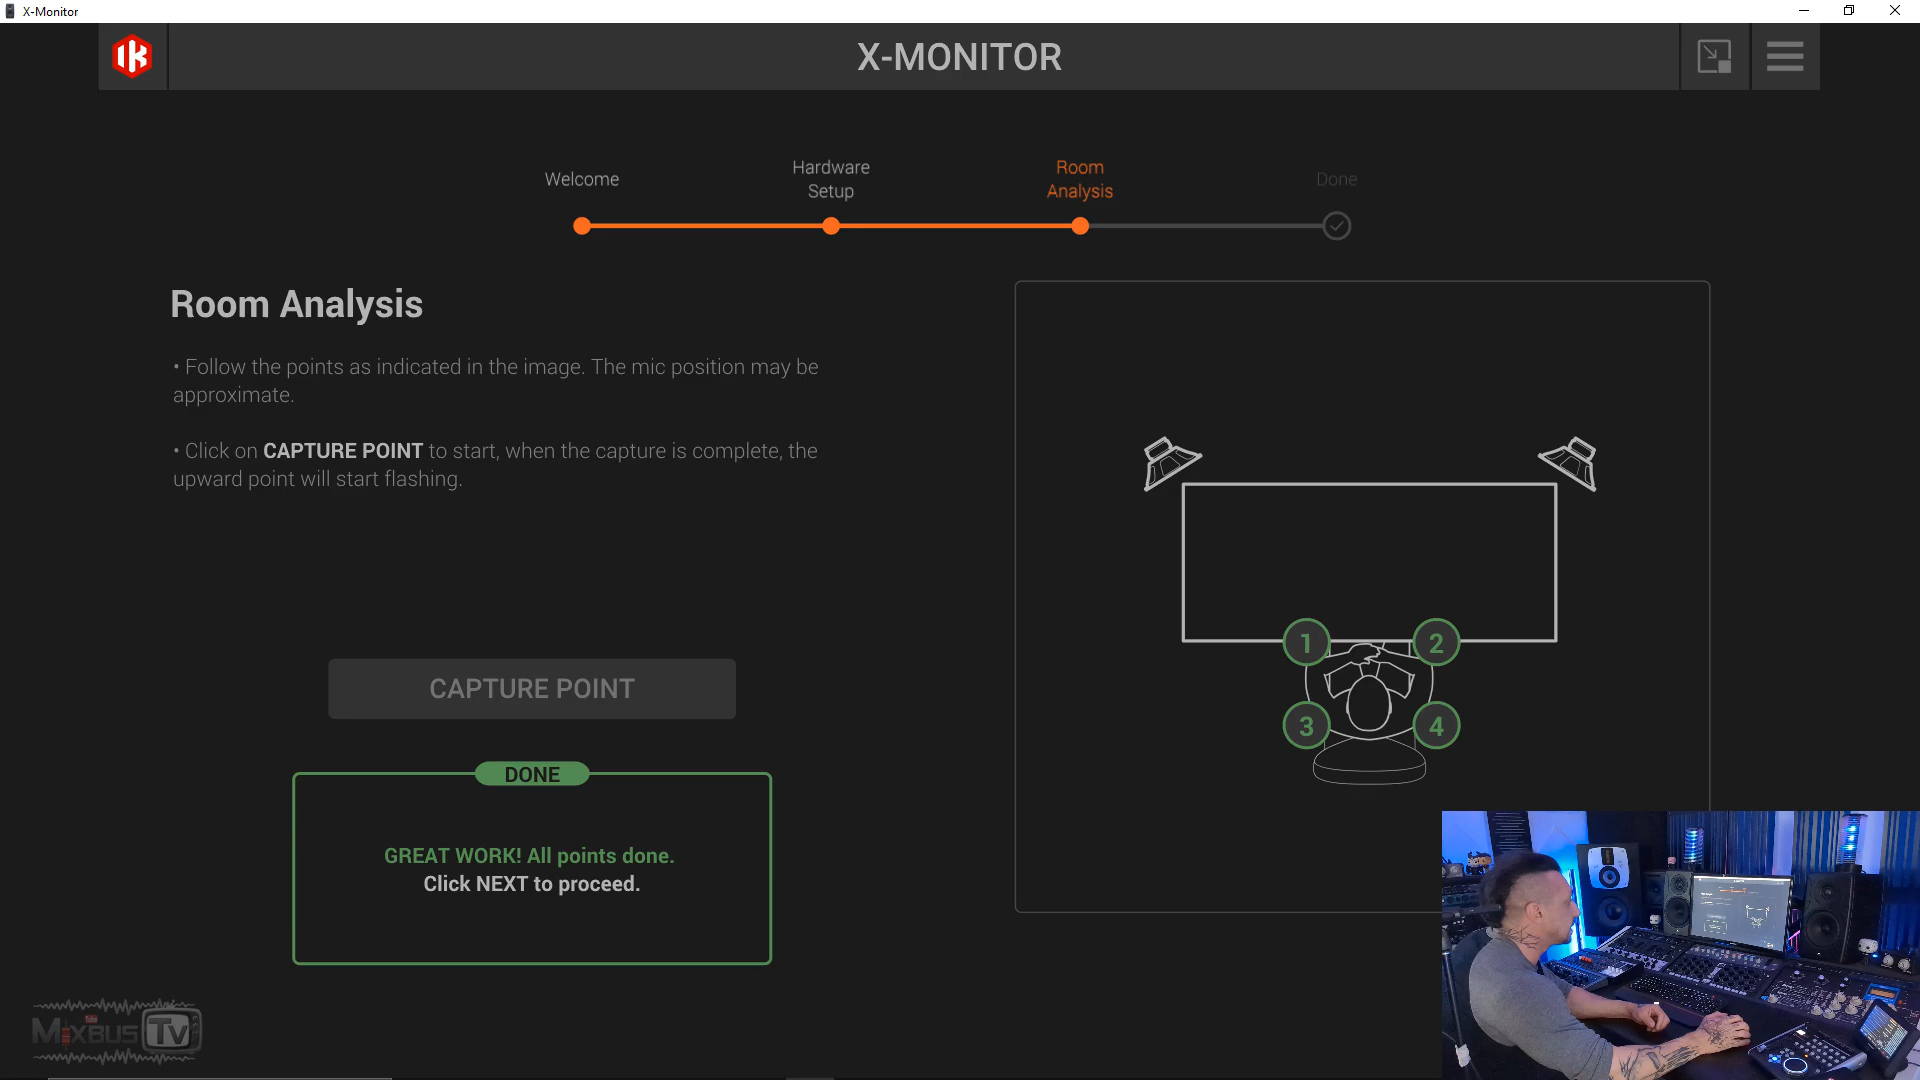 X-Monitor
IK
X-MONITOR
Welcome
Hardware
Setup
Room
Analysis
Done
Room Analysis
• Follow the points as indicated in the image. The mic position may be
approximate.
• Click on CAPTURE POINT to start, when the capture is complete, the
upward point will start flashing.
1
2
3
4
CAPTURE POINT
DONE
GREAT WORK! All points done.
Click NEXT to proceed.
MixBus Tv